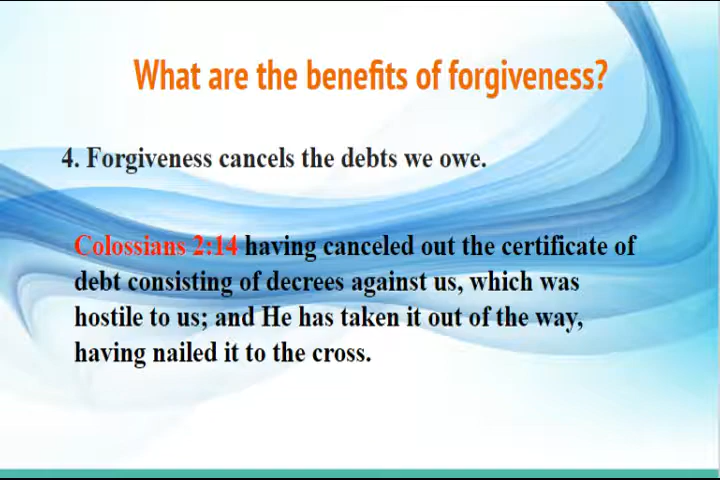 What are the benefits of forgiveness?
4. Forgiveness cancels the debts we owe.
Colossians 2:14 having canceled out the certificate of
debt consisting of decrees against us, which was
hostile to us; and He has taken it out of the way,
having nailed it to the cross.